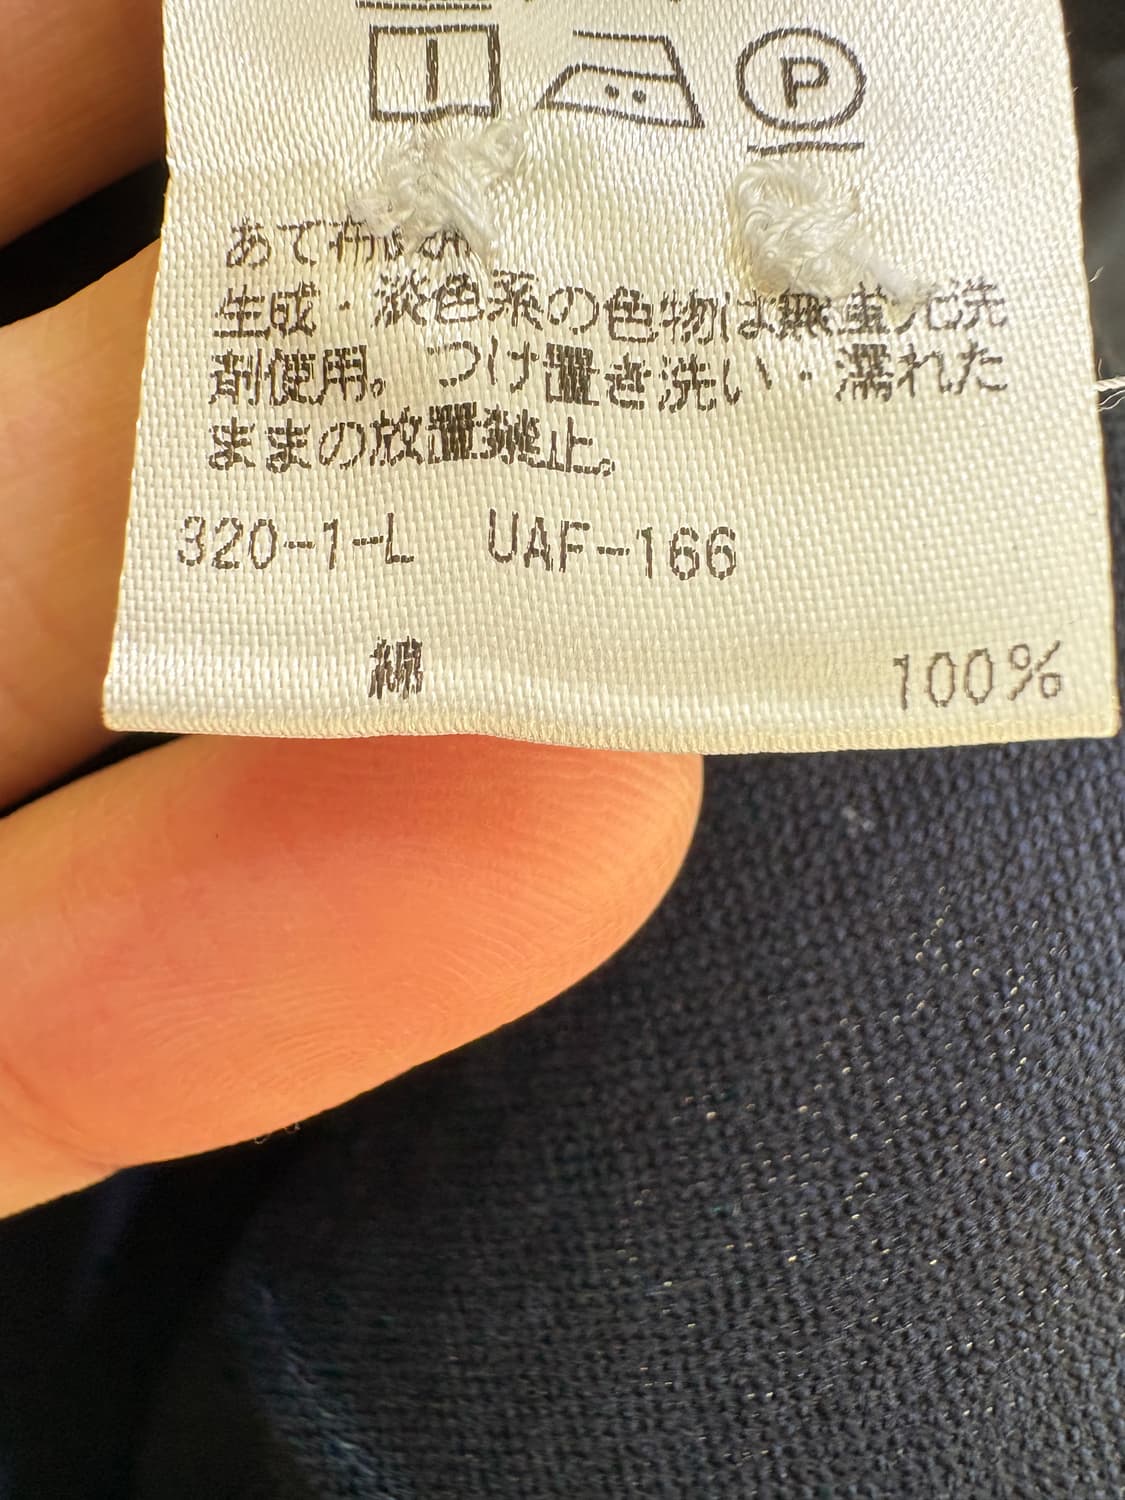 P
あて布
生成・淡色系の色物は無蛍光洗
剤使用。つけ置き洗い・濡れた
ままの放置禁止。
320-1-L UAF-166
綿 100%